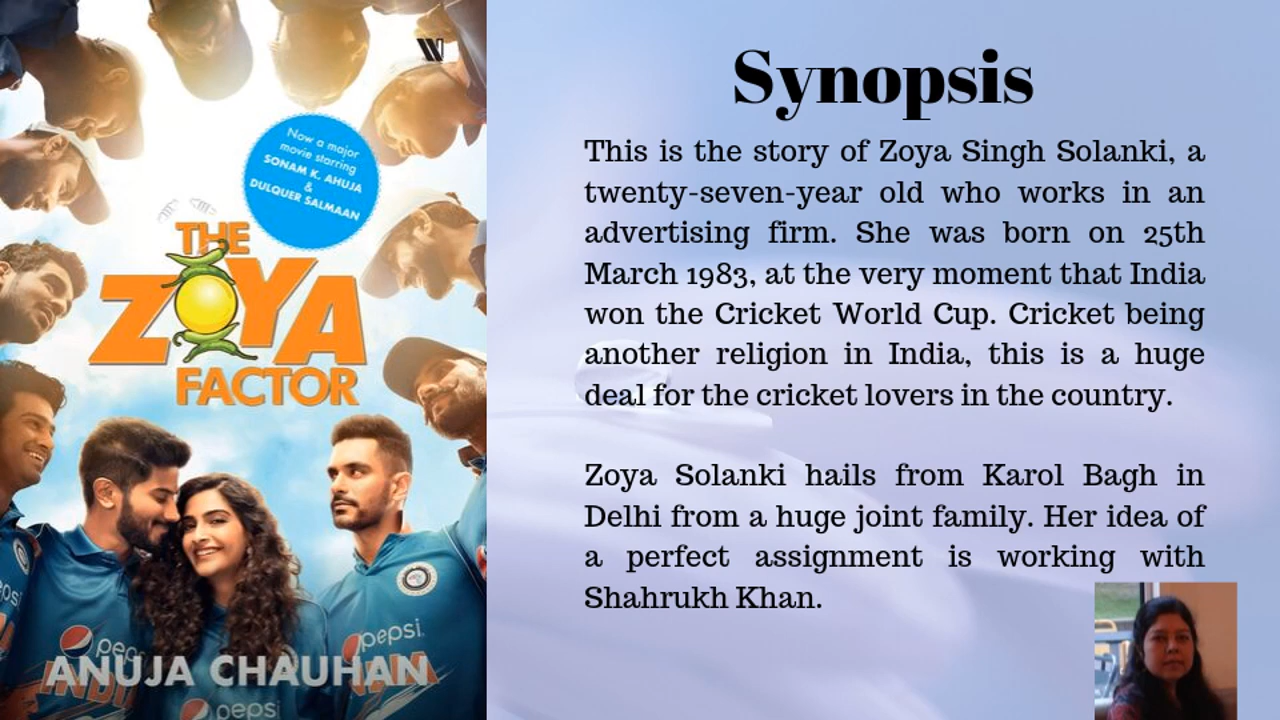 Now a major
movie starring
SONAM K. AHUJA
&
DULQUER SALMAAN
THE
ZOYA
FACTOR
pepsi
pepsi
pepsi
ANUJA CHAUHAN
Synopsis
This is the story of Zoya Singh Solanki, a
twenty-seven-year old who works in an
advertising firm. She was born on 25th
March 1983, at the very moment that India
won the Cricket World Cup. Cricket being
another religion in India, this is a huge
deal for the cricket lovers in the country.
Zoya Solanki hails from Karol Bagh in
Delhi from a huge joint family. Her idea of
a perfect assignment is working with
Shahrukh Khan.